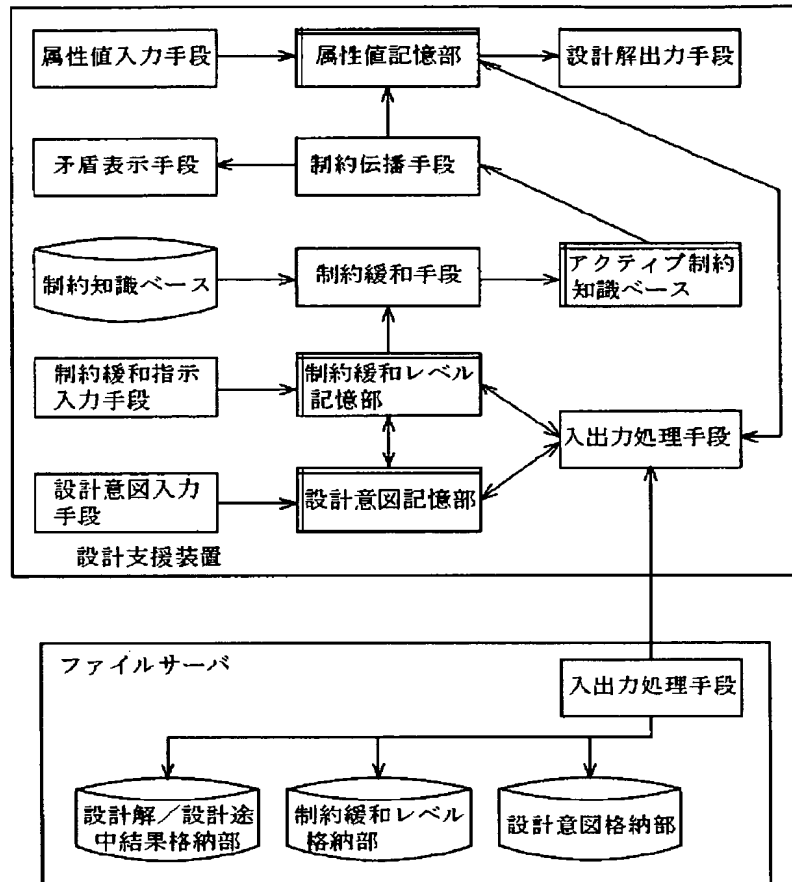 属性値入力手段
属性値記憶部
設計解出力手段
矛盾表示手段
制約伝播手段
制約知識ベース
制約緩和手段
アクティブ制約
知識ベース
制約緩和指示
入力手段
制約緩和レベル
記憶部
入出力処理手段
設計意図入力
手段
設計意図記憶部
設計支援装置
ファイルサーバ
入出力処理手段
設計解／設計途
中結果格納部
制約緩和レベル
格納部
設計意図格納部